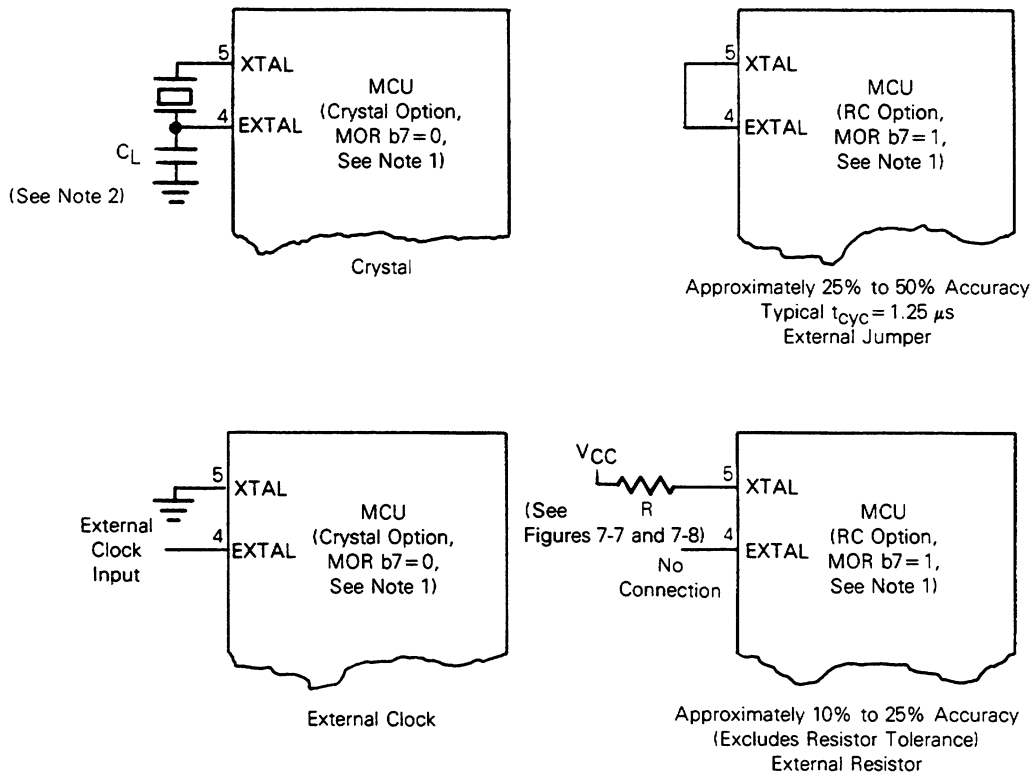 5
XTAL
4
EXTAL
MCU
(Crystal Option,
MOR b7=0,
See Note 1)
CL
(See Note 2)
Crystal
5
XTAL
4
EXTAL
MCU
(RC Option,
MOR b7=1,
See Note 1)
Approximately 25% to 50% Accuracy
Typical tcyc=1.25 μs
External Jumper
5
XTAL
External
Clock
Input
4
EXTAL
MCU
(Crystal Option,
MOR b7=0,
See Note 1)
External Clock
VCC
R
(See
Figures 7-7 and 7-8)
5
XTAL
4
EXTAL
No
Connection
MCU
(RC Option,
MOR b7=1,
See Note 1)
Approximately 10% to 25% Accuracy
(Excludes Resistor Tolerance)
External Resistor